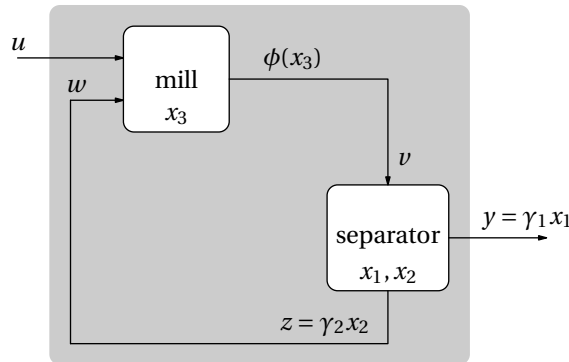 u
w
mill
x₃
ϕ(x₃)
v
separator
x₁, x₂
y = γ₁x₁
z = γ₂x₂